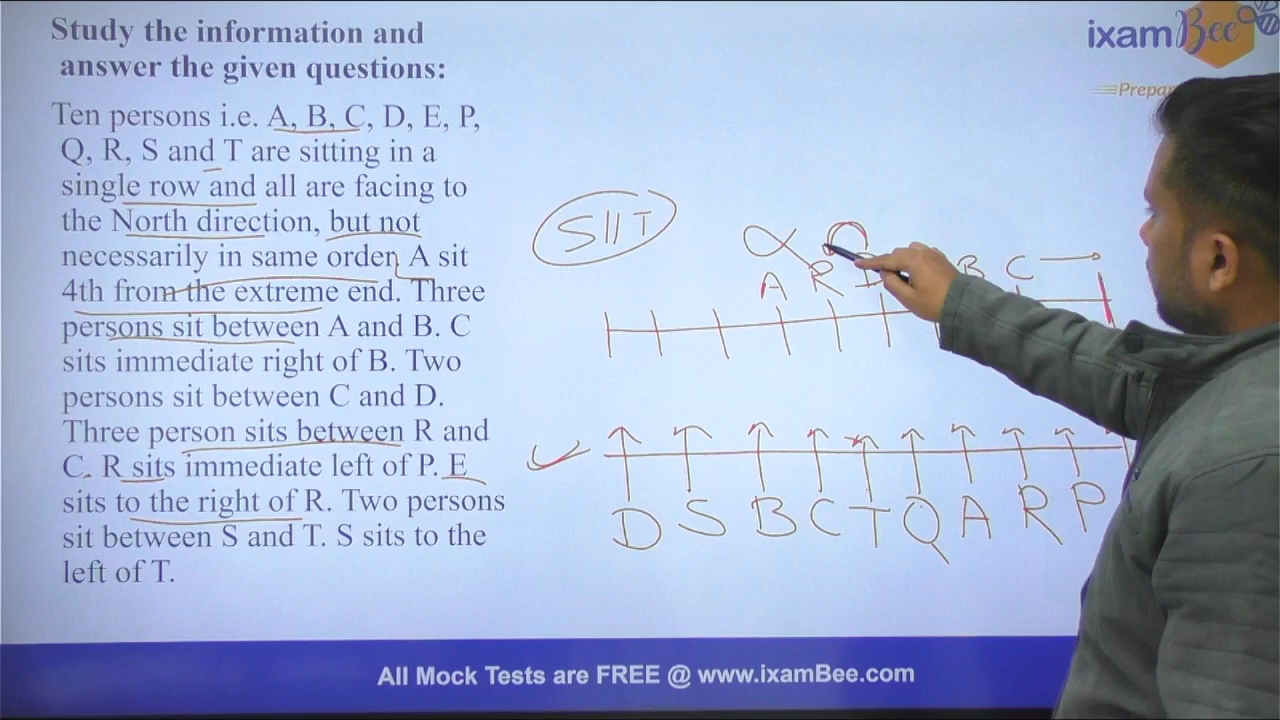 Study the information and
answer the given questions:
Ten persons i.e. A, B, C, D, E, P,
Q, R, S and T are sitting in a
single row and all are facing to
the North direction, but not
necessarily in same order. A sit
4th from the extreme end. Three
persons sit between A and B. C
sits immediate right of B. Two
persons sit between C and D.
Three person sits between R and
C. R sits immediate left of P. E
sits to the right of R. Two persons
sit between S and T. S sits to the
left of T.
ixamBee
Prepar
S || T
A R D B C
D S B C T Q A R P
All Mock Tests are FREE @ www.ixamBee.com